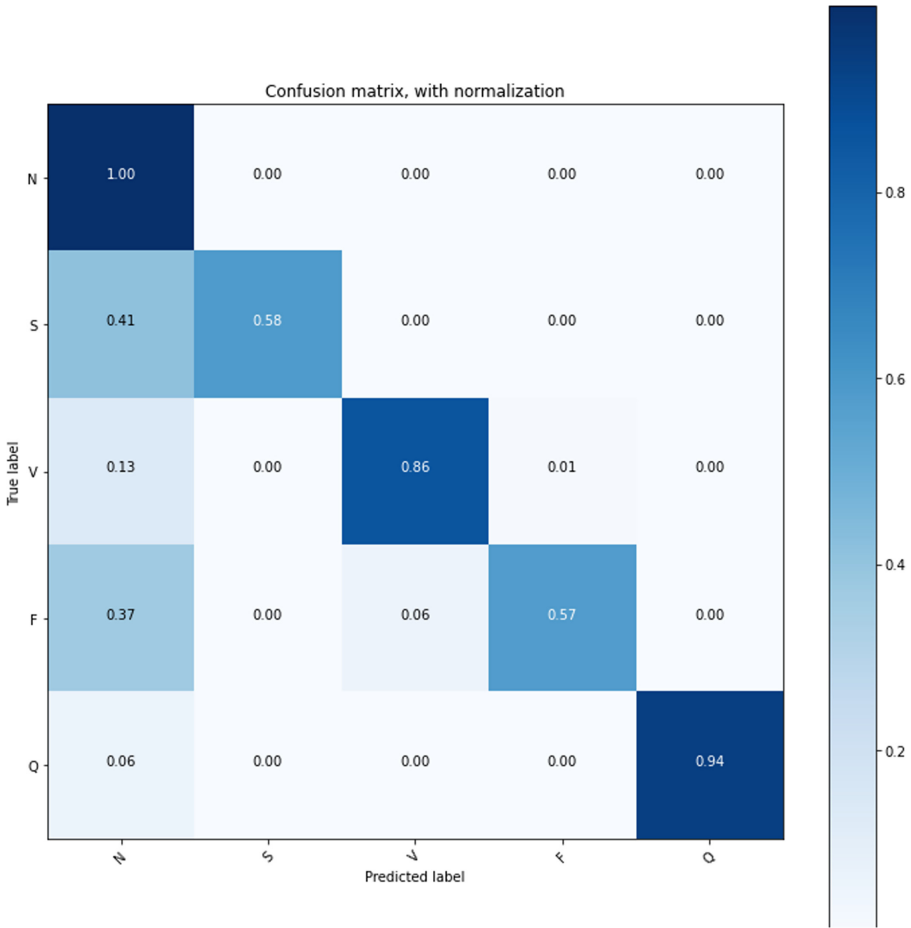 Confusion matrix, with normalization
N 1.00 0.00 0.00 0.00 0.00
0.8
S 0.41 0.58 0.00 0.00 0.00
0.6
True label
V 0.13 0.00 0.86 0.01 0.00
0.4
F 0.37 0.00 0.06 0.57 0.00
Q 0.06 0.00 0.00 0.00 0.94
0.2
N S V F Q
Predicted label